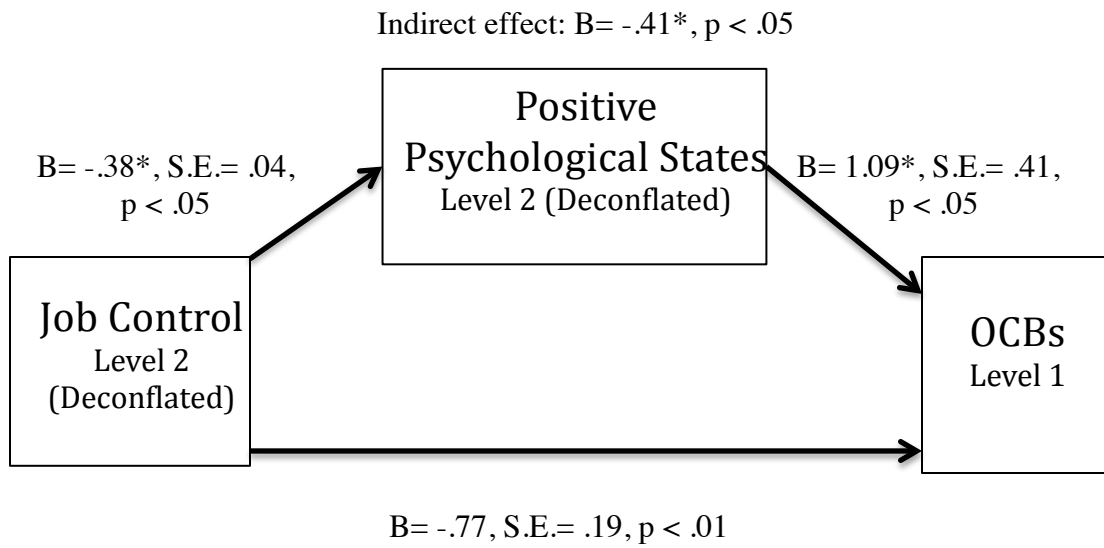 Indirect effect: B= -.41*, p < .05
Positive
Psychological States
Level 2 (Deconflated)
B= -.38*, S.E.= .04,
p < .05
B= 1.09*, S.E.= .41,
p < .05
Job Control
Level 2
(Deconflated)
OCBs
Level 1
B= -.77, S.E.= .19, p < .01